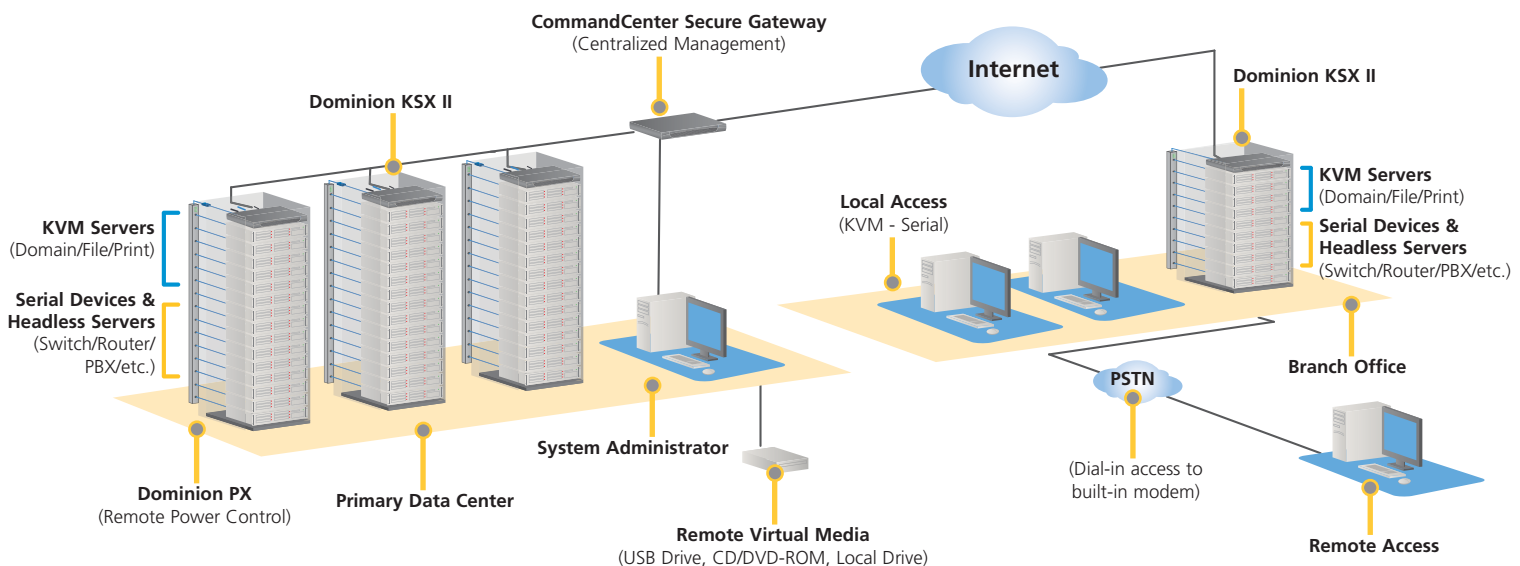 CommandCenter Secure Gateway
(Centralized Management)
Internet
Dominion KSX II
Dominion KSX II
KVM Servers
(Domain/File/Print)
Serial Devices &
Headless Servers
(Switch/Router/
PBX/etc.)
Local Access
(KVM - Serial)
KVM Servers
(Domain/File/Print)
Serial Devices &
Headless Servers
(Switch/Router/PBX/etc.)
Branch Office
PSTN
(Dial-in access to
built-in modem)
System Administrator
Dominion PX
(Remote Power Control)
Primary Data Center
Remote Virtual Media
(USB Drive, CD/DVD-ROM, Local Drive)
Remote Access